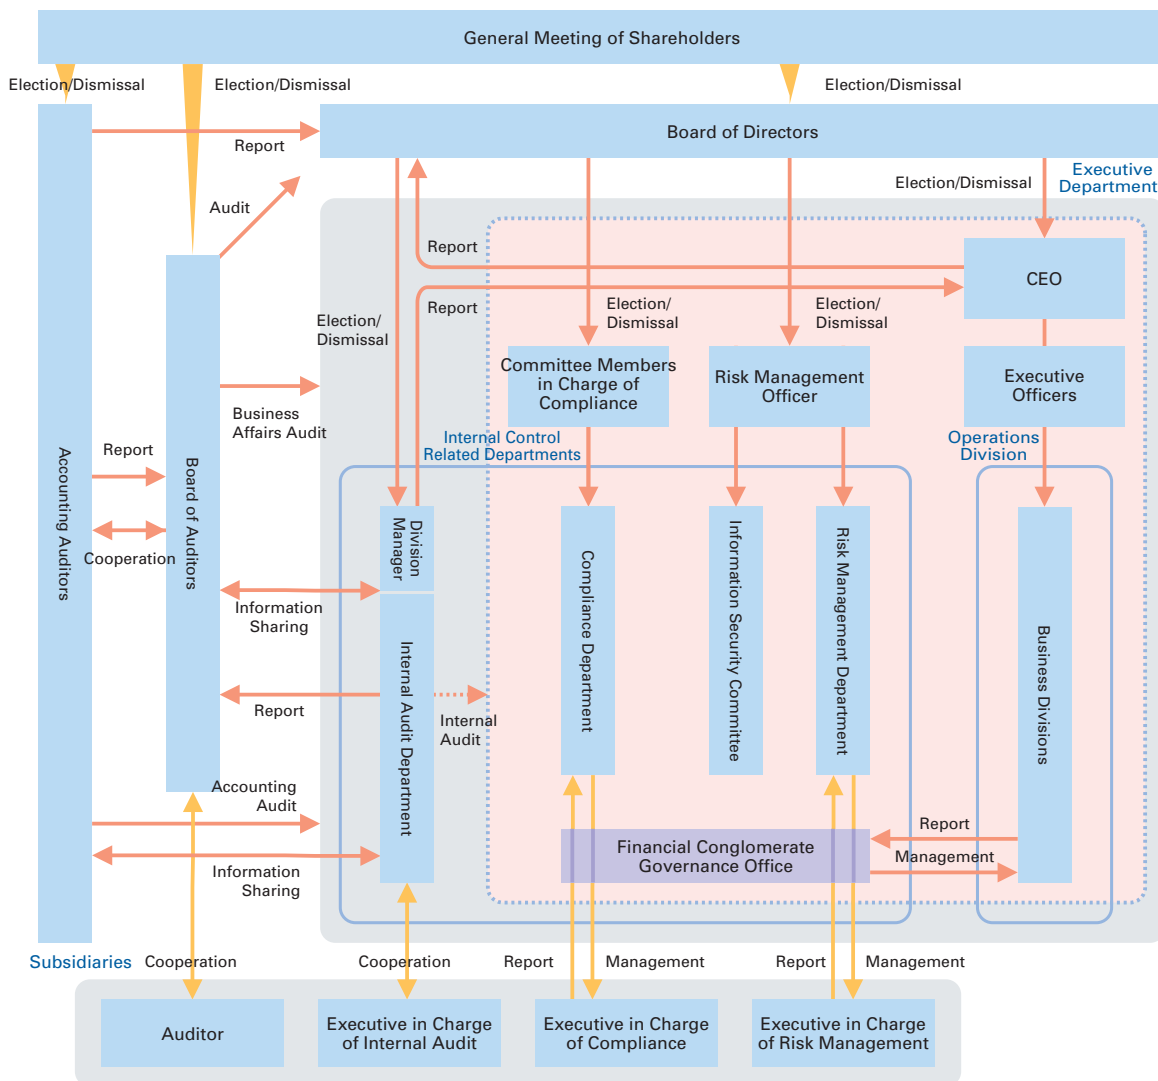 General Meeting of Shareholders
Election/Dismissal
Election/Dismissal
Election/Dismissal
Board of Directors
Report
Executive
Department
Election/Dismissal
Audit
Report
CEO
Report
Election/
Dismissal
Election/
Dismissal
Election/
Dismissal
Committee Members
in Charge of
Compliance
Risk Management
Officer
Executive
Officers
Business
Affairs Audit
Internal Control
Related Departments
Operations
Division
Report
Accounting Auditors
Board of Auditors
Cooperation
Division
Manager
Information
Sharing
Internal Audit Department
Compliance Department
Information Security Committee
Risk Management Department
Business Divisions
Report
Internal
Audit
Accounting
Audit
Information
Sharing
Financial Conglomerate
Governance Office
Report
Management
Subsidiaries
Cooperation
Cooperation
Report
Management
Report
Management
Auditor
Executive in Charge
of Internal Audit
Executive in Charge
of Compliance
Executive in Charge
of Risk Management